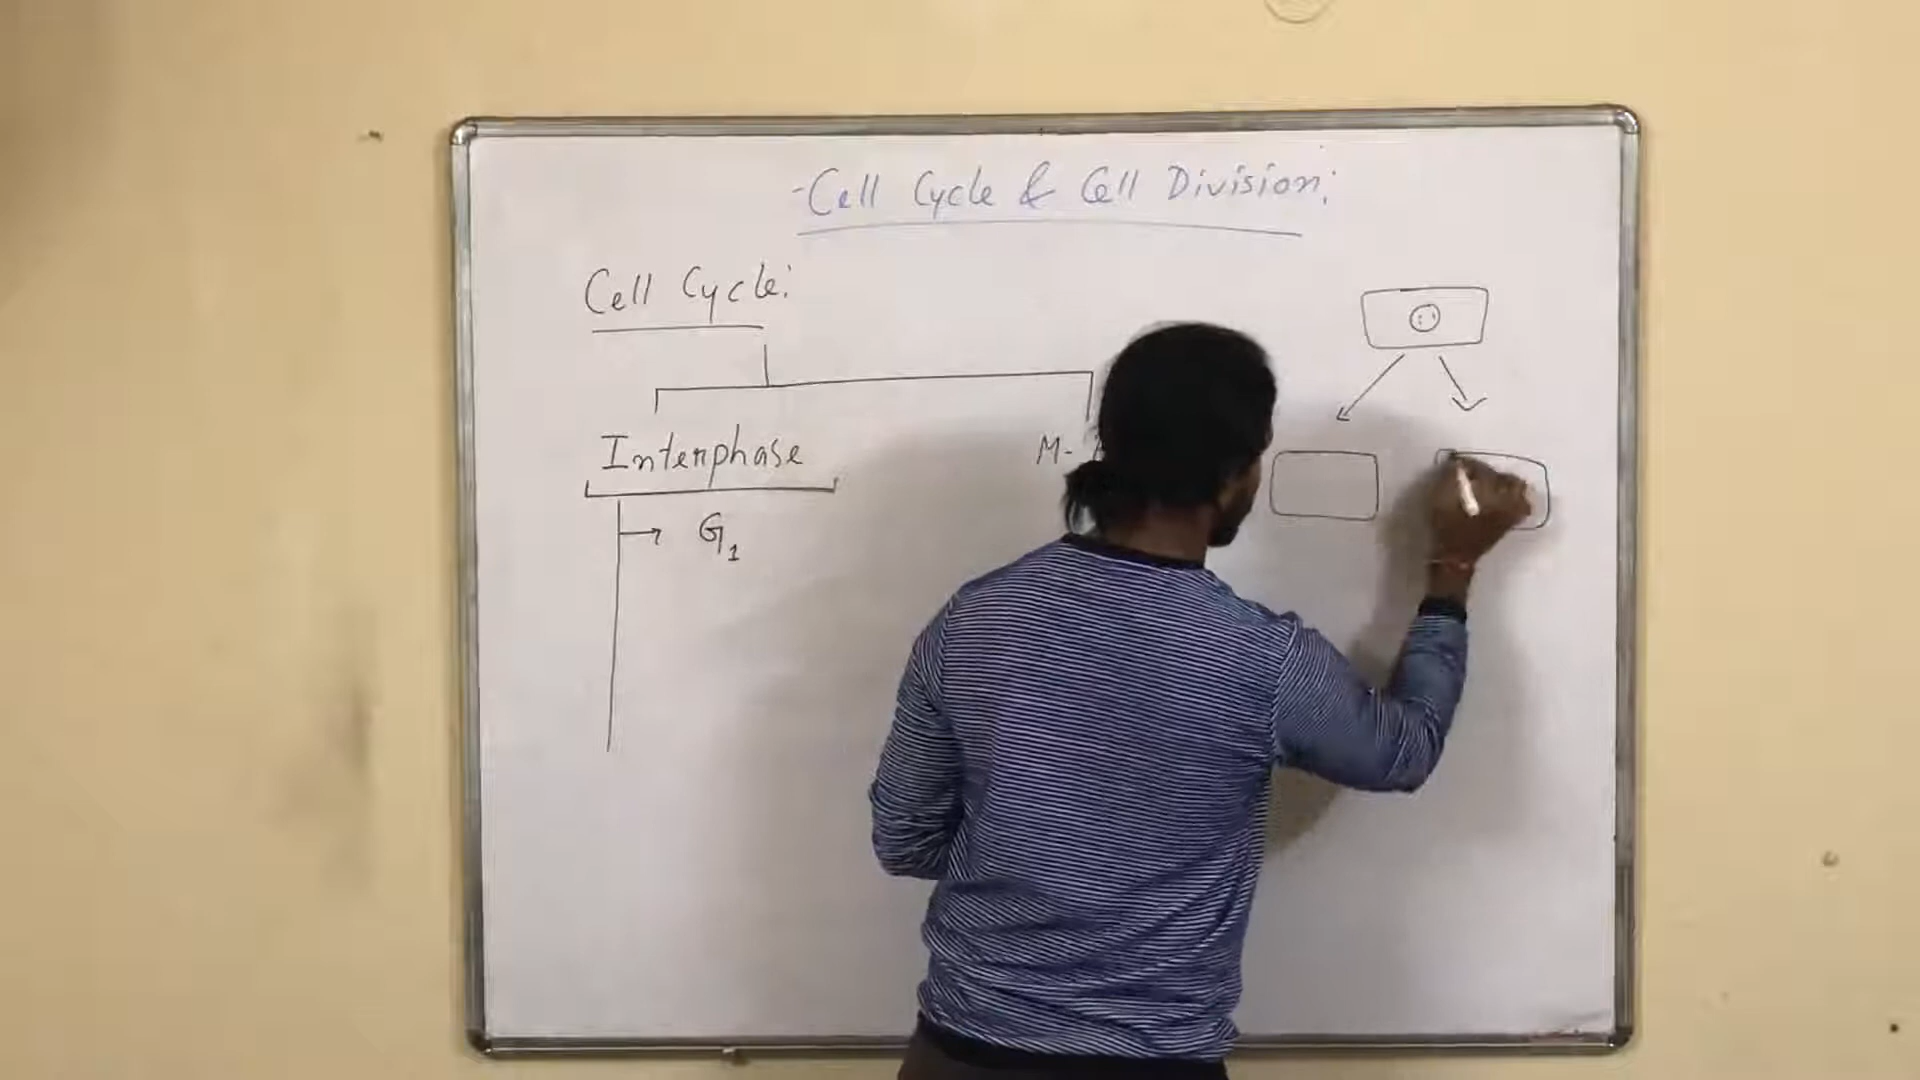 -Cell Cycle & Cell Division:
Cell Cycle:
Interphase
M-
G1